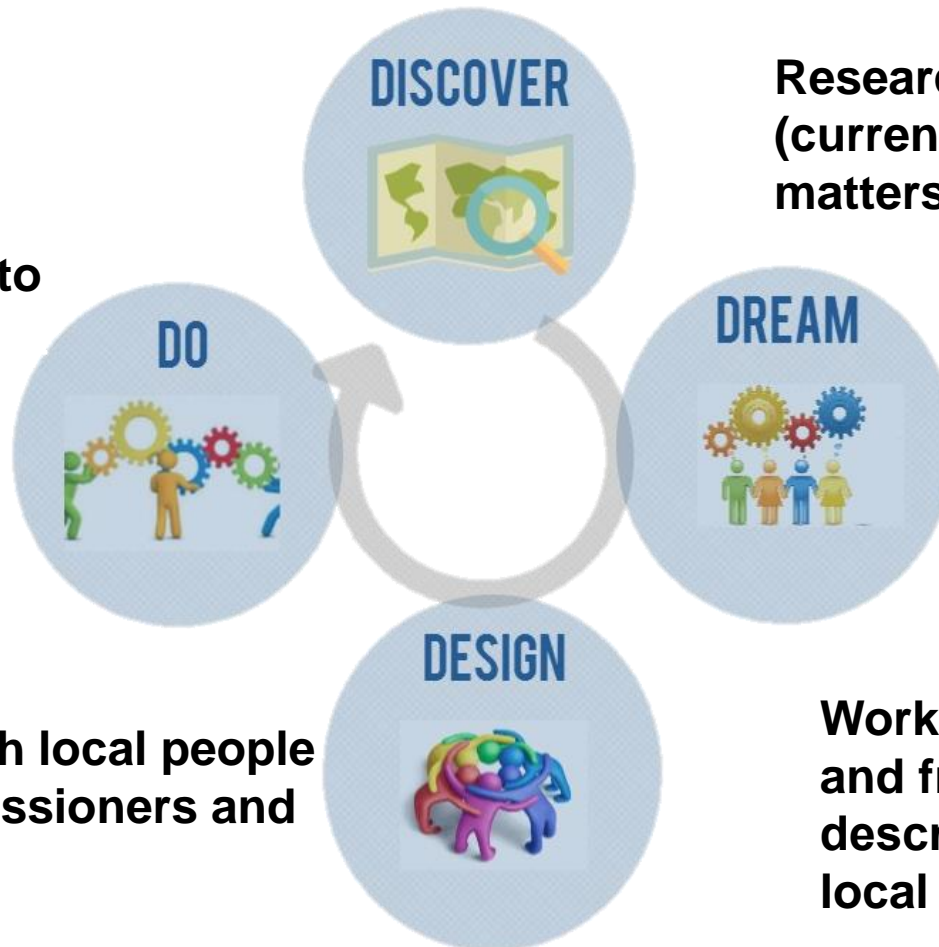 DISCOVER
Researc
(curren
matters
to
DO
DREAM
DESIGN
h local people
ssioners and
Work
and fr
descr
local